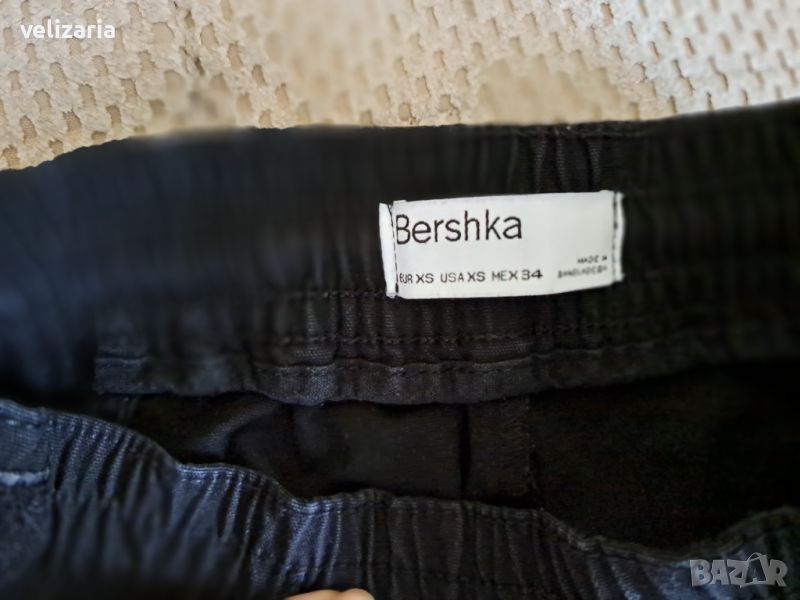 velizaria
Bershka
EUR XS USA XS MEX 34
MADE IN
BANGLADESH
BAZAR